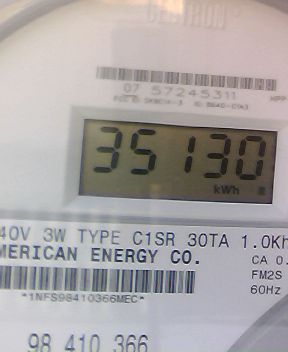 CENTRON
07 57245311
35130
kWh
40V 3W TYPE C1SR 30TA 1.0Kh
MERICAN ENERGY CO.
CA 0.
FM2S
60Hz
*1NFS98410366MEC*
98 410 366